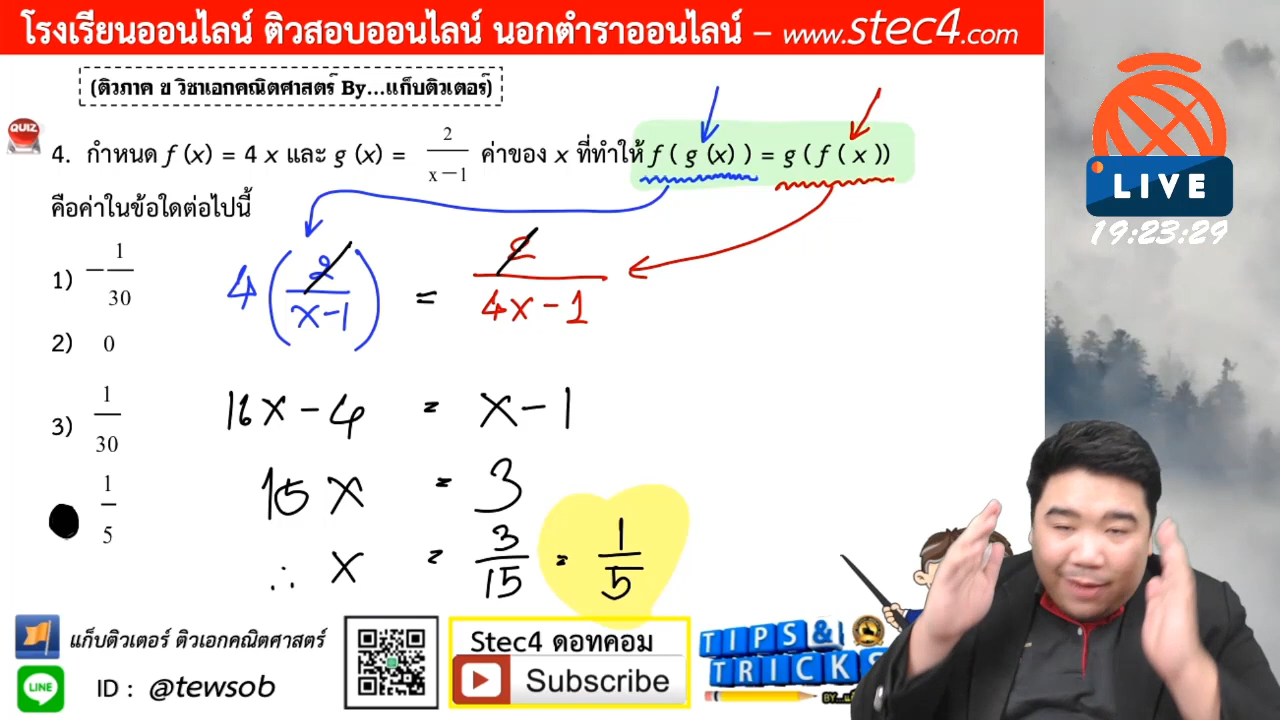 โรงเรียนออนไลน์ ติวสอบออนไลน์ นอกตำราออนไลน์ – www.stec4.com
(ติวภาค ข วิชาเอกคณิตศาสตร์ By...แก็บติวเตอร์)
QUIZ
4. กำหนด f (x) = 4 x และ g (x) = 2/(x−1) ค่าของ x ที่ทำให้ f ( g (x) ) = g ( f ( x ))
คือค่าในข้อใดต่อไปนี้
LIVE
19:23:29
1) −1/30
2) 0
3) 1/30
1/5
4(2/(x−1)) = 2/(4x−1)
16x − 4 = x − 1
15x = 3
∴ x = 3/15 = 1/5
แก็บติวเตอร์ ติวเอกคณิตศาสตร์
LINE
ID : @tewsob
Stec4 ดอทคอม
Subscribe
TIPS &
TRICKS